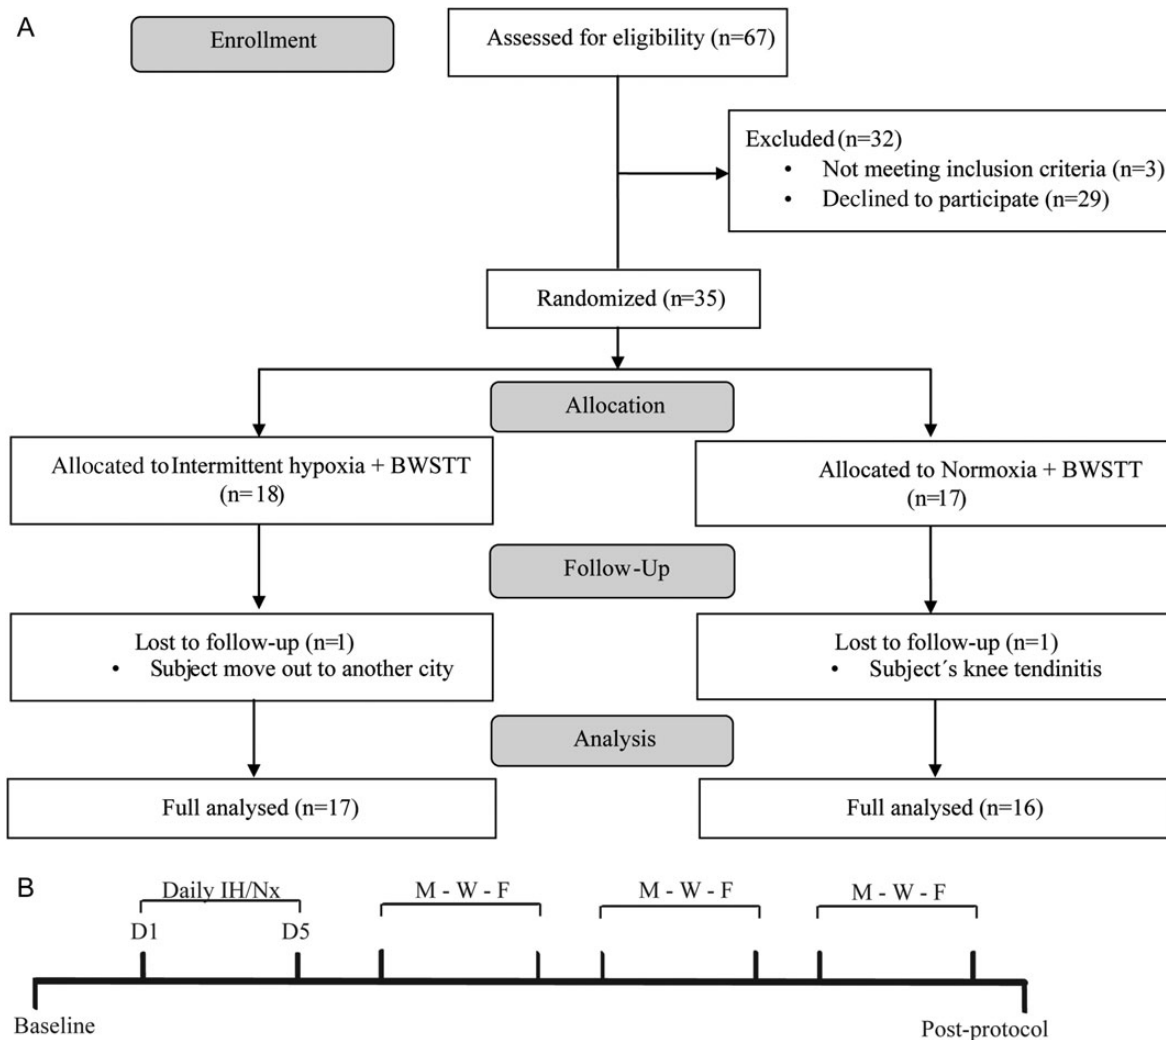 A
Enrollment
Assessed for eligibility (n=67)
Excluded (n=32)
• Not meeting inclusion criteria (n=3)
• Declined to participate (n=29)
Randomized (n=35)
Allocation
Allocated to Intermittent hypoxia + BWSTT
(n=18)
Allocated to Normoxia + BWSTT
(n=17)
Follow-Up
Lost to follow-up (n=1)
• Subject move out to another city
Lost to follow-up (n=1)
• Subject´s knee tendinitis
Analysis
Full analysed (n=17)
Full analysed (n=16)
B
Daily IH/Nx
M - W - F
M - W - F
M - W - F
D1
D5
Baseline
Post-protocol